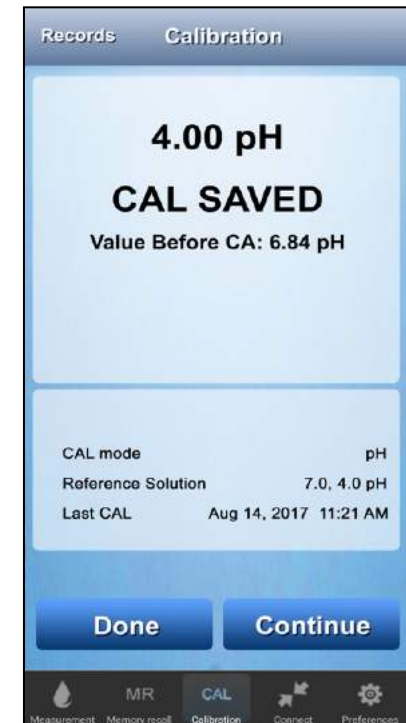 Records Calibration
4.00 pH
CAL SAVED
Value Before CA: 6.84 pH
CAL mode pH
Reference Solution 7.0, 4.0 pH
Last CAL Aug 14, 2017 11:21 AM
Done Continue
MR CAL
Measurement Memory recall Calibration Connect Preferences